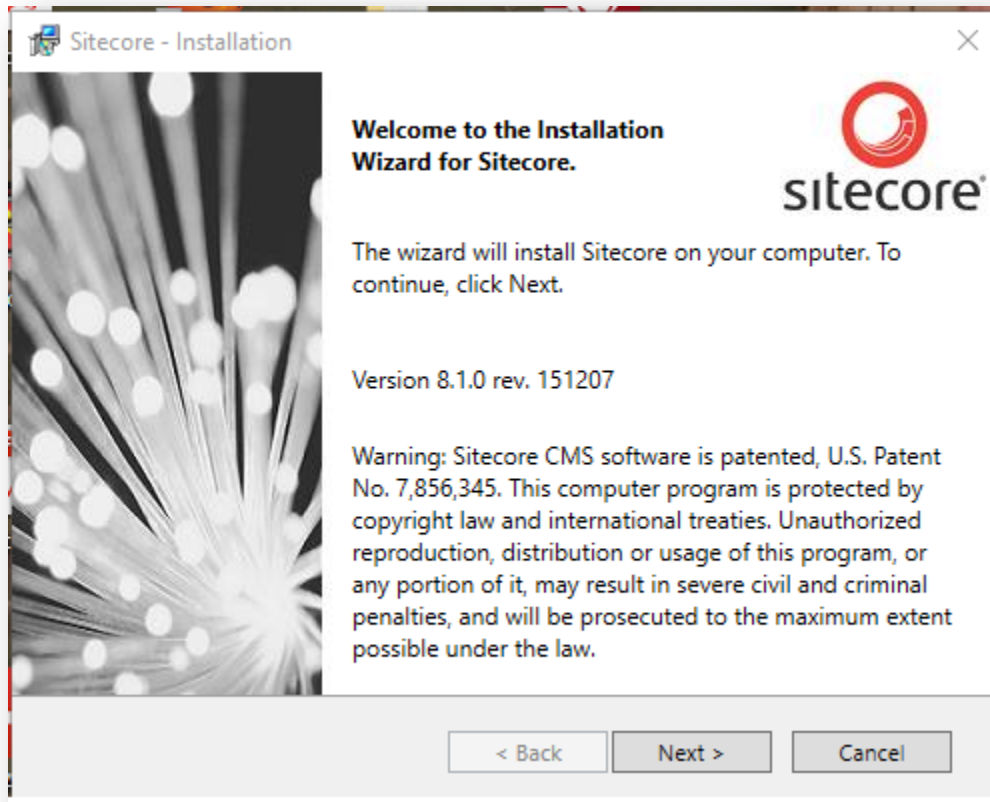 Sitecore - Installation
Welcome to the Installation
Wizard for Sitecore.
sitecore®
The wizard will install Sitecore on your computer. To
continue, click Next.
Version 8.1.0 rev. 151207
Warning: Sitecore CMS software is patented, U.S. Patent
No. 7,856,345. This computer program is protected by
copyright law and international treaties. Unauthorized
reproduction, distribution or usage of this program, or
any portion of it, may result in severe civil and criminal
penalties, and will be prosecuted to the maximum extent
possible under the law.
< Back
Next >
Cancel